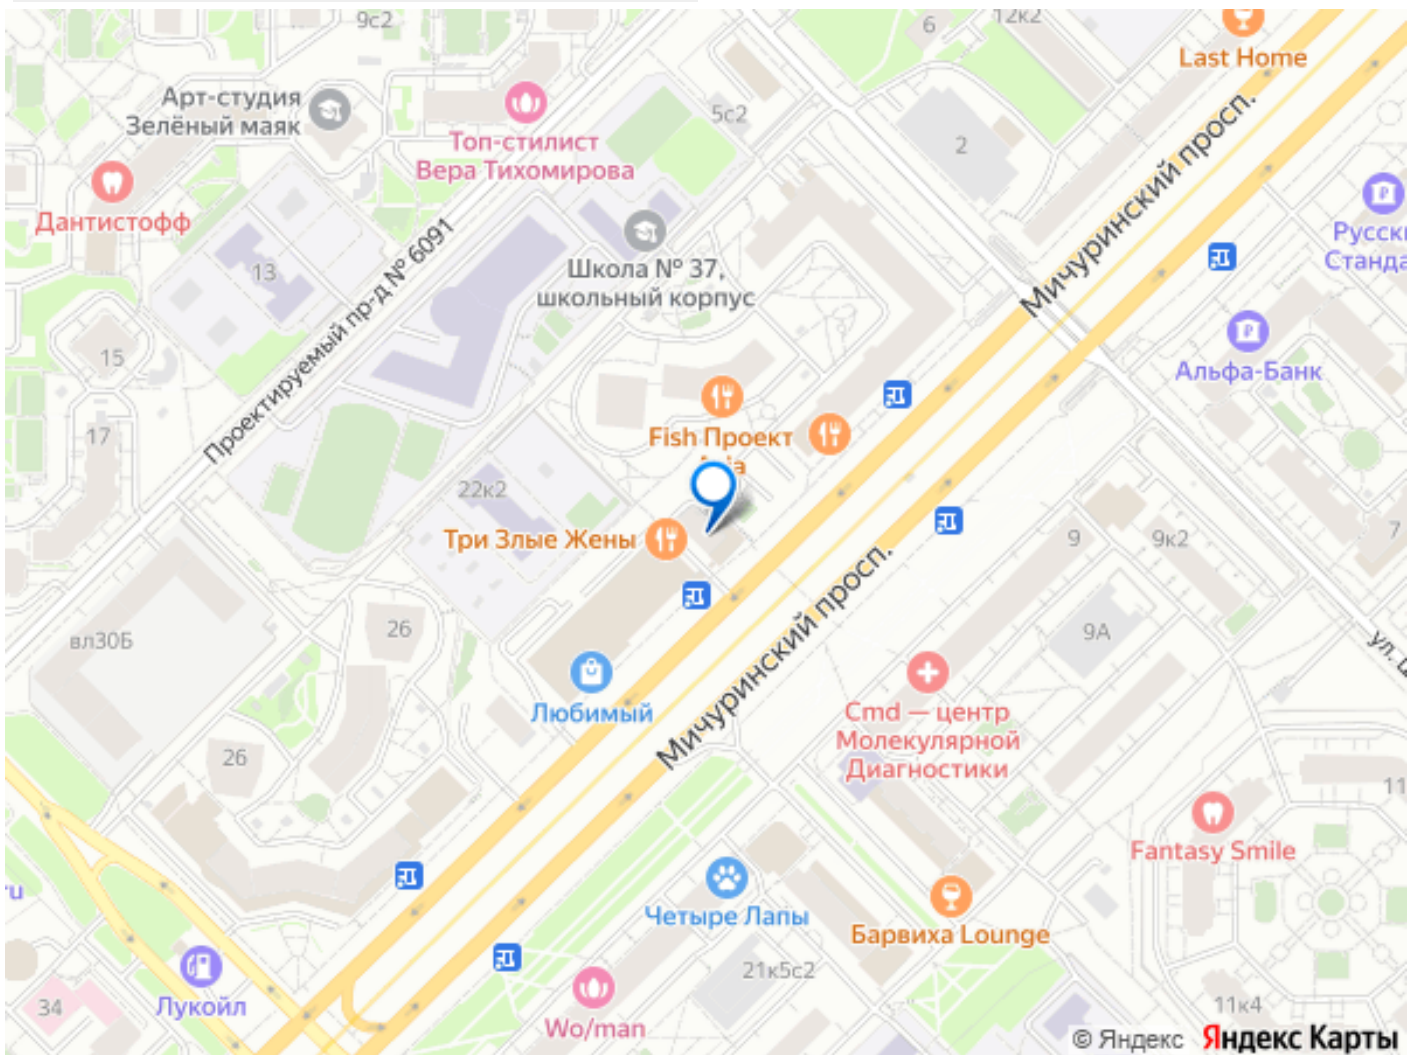 9с2
6
12к2
Last Home
Арт-студия
Зелёный маяк
Топ-стилист
Вера Тихомирова
5с2
2
Мичуринский просп.
Дантистофф
13
Проектируемый пр-д № 6091
Школа № 37,
школьный корпус
15
Альфа-Банк
17
Fish Проект
22к2
Три Злые Жены
9
9к2
7
Мичуринский просп.
вл30Б
26
9А
ул.
Любимый
Cmd — центр
Молекулярной
Диагностики
26
11
Fantasy Smile
Четыре Лапы
Барвиха Lounge
21к5с2
34
Лукойл
Wo/man
11к4
© Яндекс Яндекс Карты